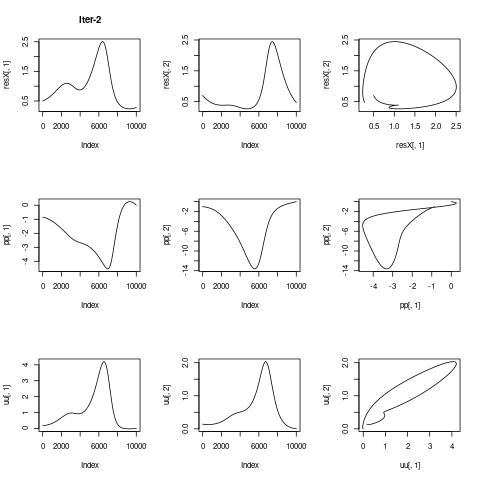 Iter-2
resX[, 1]
2.5
1.5
0.5
0 2000 6000 10000
Index
resX[, 2]
2.5
1.5
0.5
0 2000 6000 10000
Index
resX[, 2]
2.5
1.5
0.5
0.5 1.0 1.5 2.0 2.5
resX[, 1]
pp[, 1]
0
-1
-2
-3
-4
0 2000 6000 10000
Index
pp[, 2]
-2
-6
-10
-14
0 2000 6000 10000
Index
pp[, 2]
-2
-6
-10
-14
-4 -3 -2 -1 0
pp[, 1]
uu[, 1]
4
3
2
1
0
0 2000 6000 10000
Index
uu[, 2]
2.0
1.0
0.0
0 2000 6000 10000
Index
uu[, 2]
2.0
1.0
0.0
0 1 2 3 4
uu[, 1]